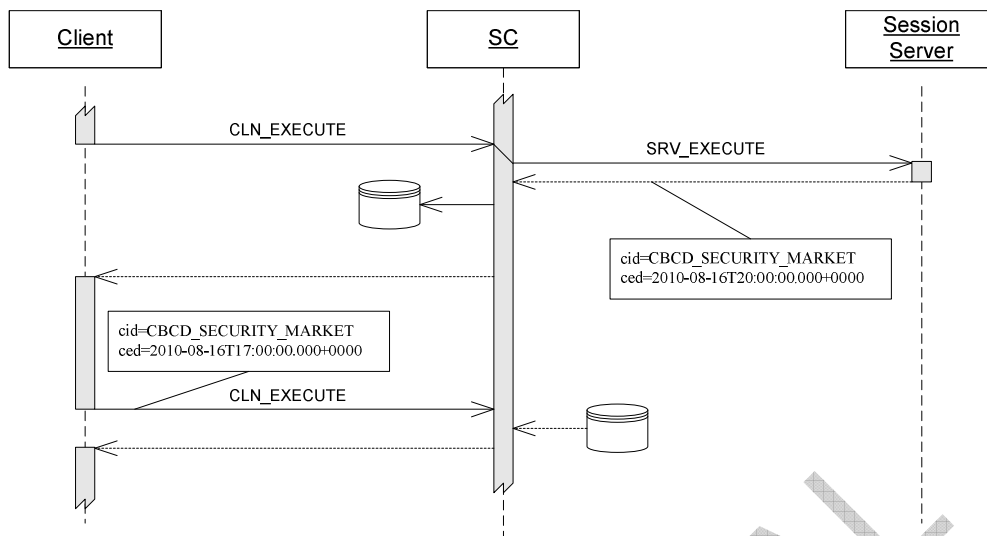 Client
SC
Session
Server
CLN_EXECUTE
SRV_EXECUTE
cid=CBCD_SECURITY_MARKET
ced=2010-08-16T20:00:00.000+0000
cid=CBCD_SECURITY_MARKET
ced=2010-08-16T17:00:00.000+0000
CLN_EXECUTE